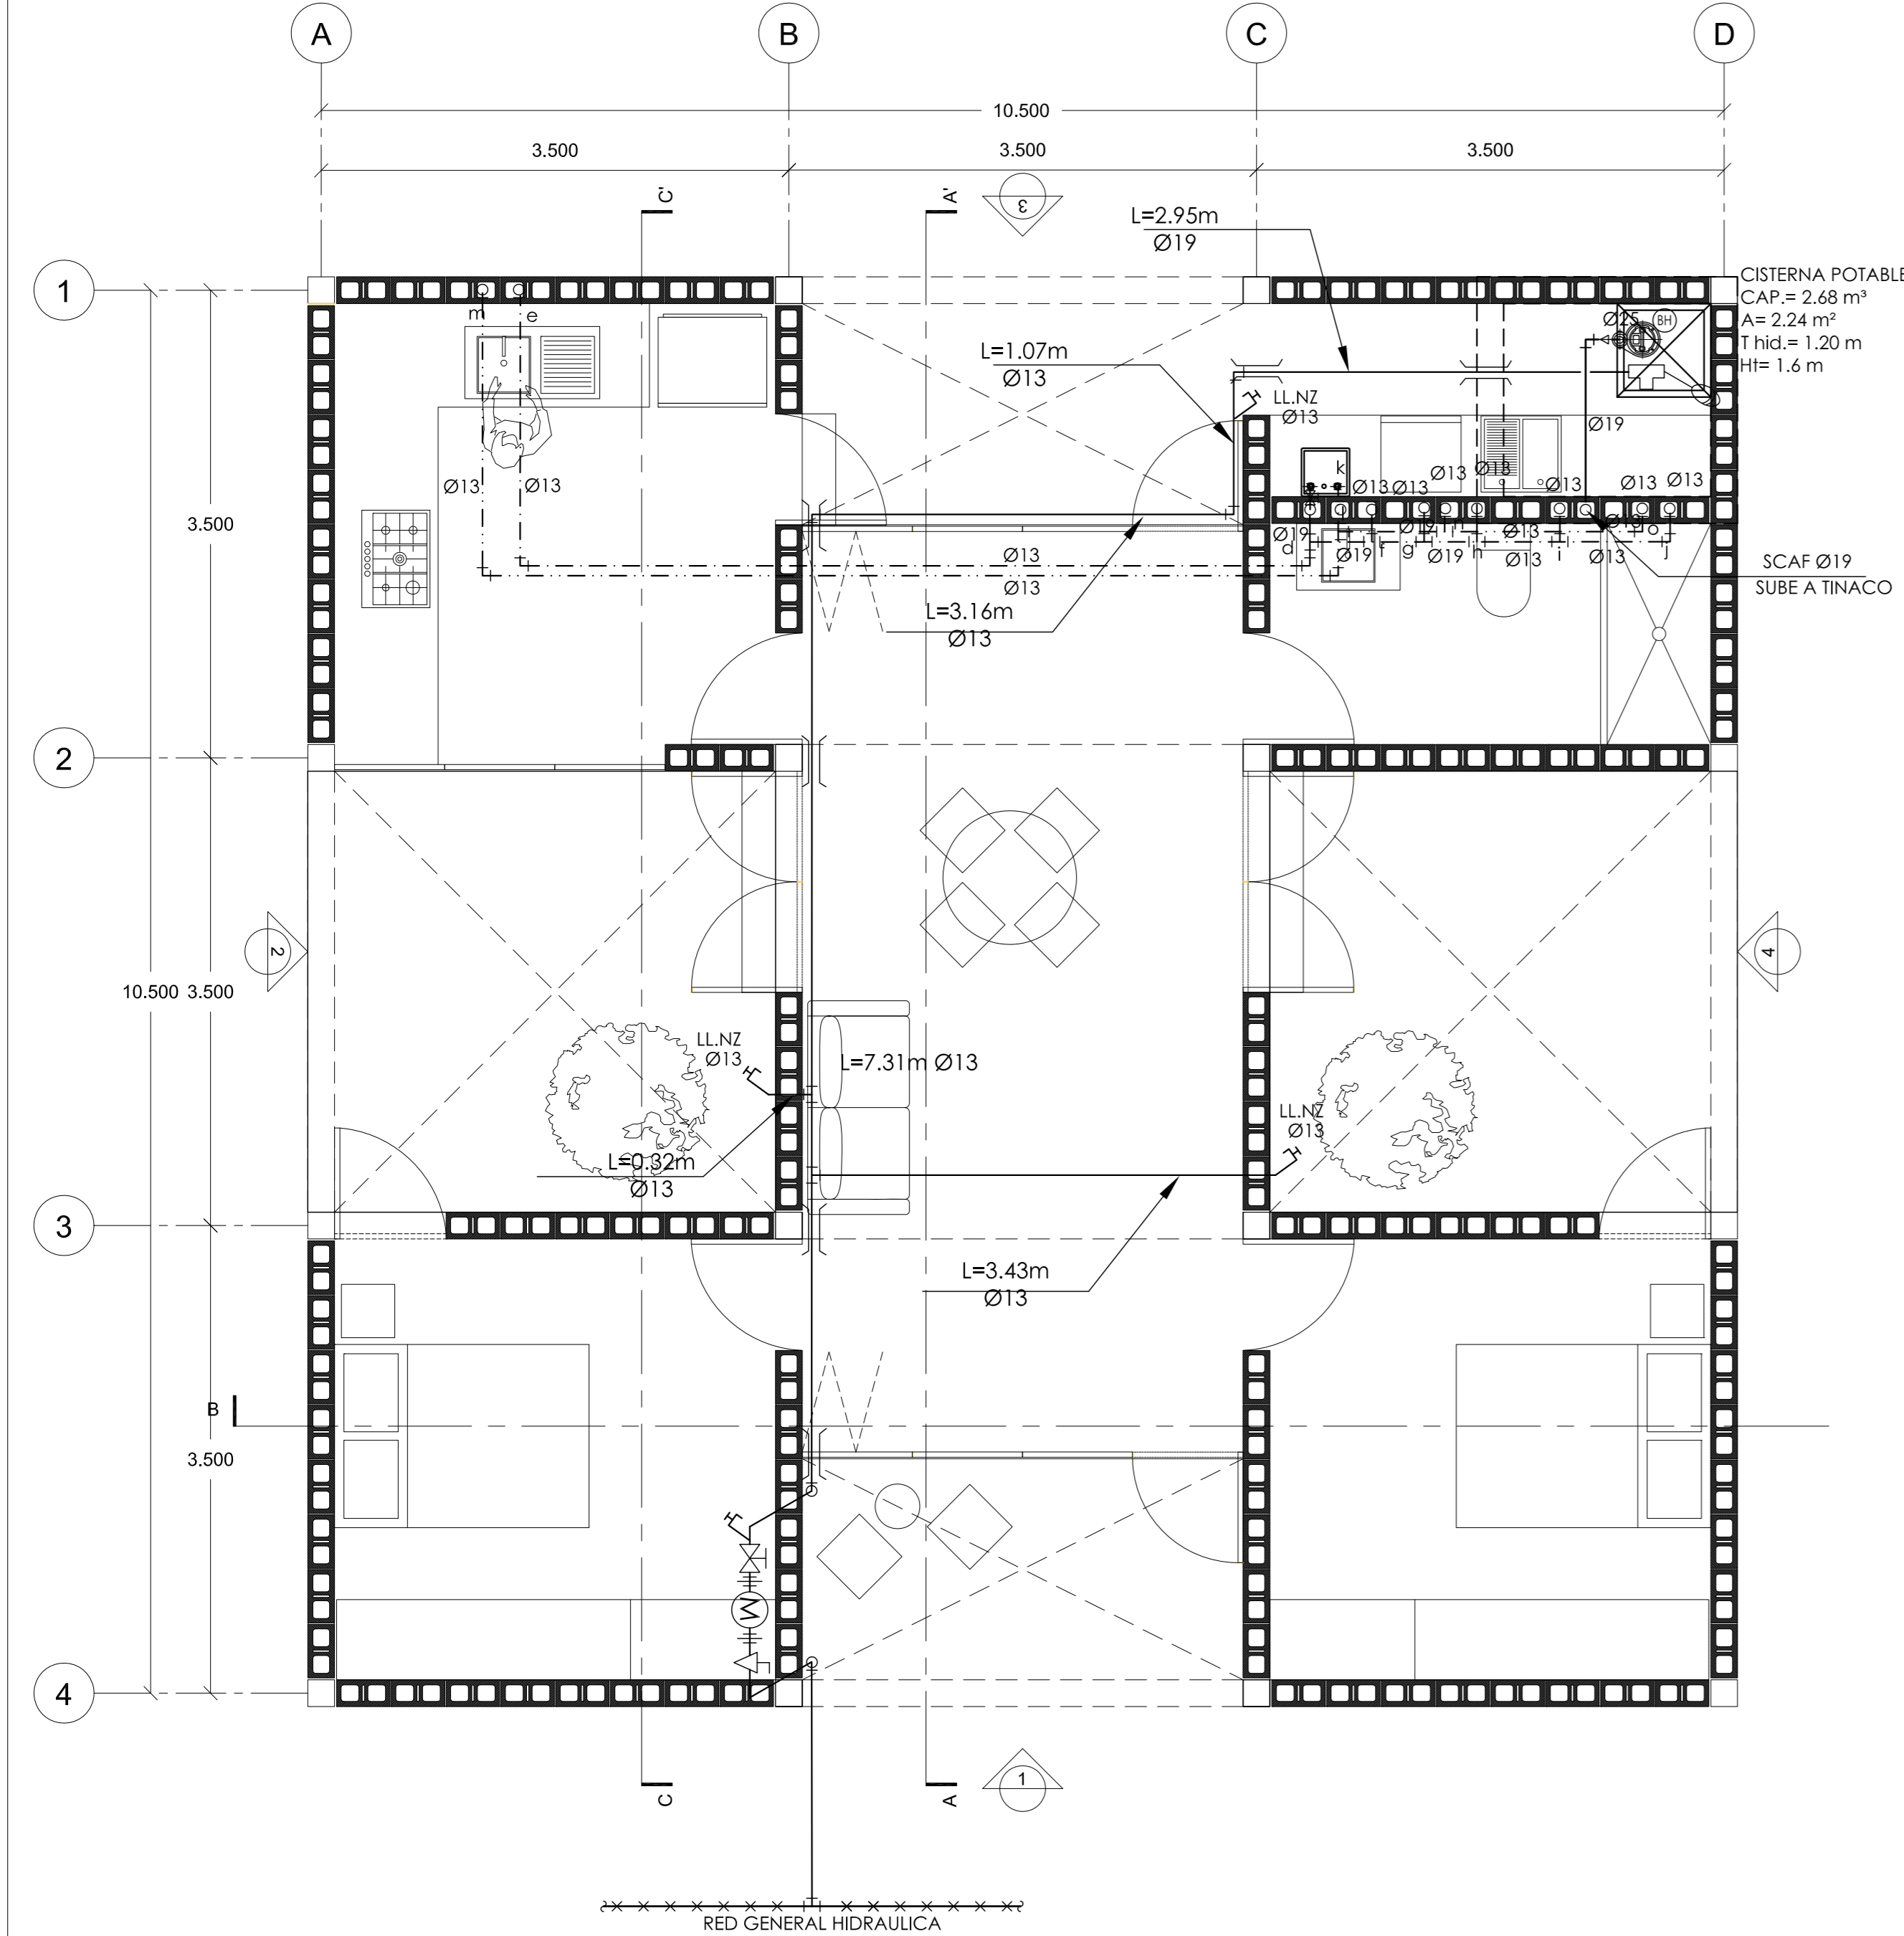 A
B
C
D
10.500
3.500
3.500
3.500
C'
A'
3
L=2.95m
Ø19
1
CISTERNA POTABLE
CAP.= 2.68 m³
A= 2.24 m²
T hid.= 1.20 m
Ht= 1.6 m
Ø25
BH
m
e
L=1.07m
Ø13
LL.NZ
Ø13
Ø19
k
Ø13
Ø13
Ø13
Ø13
Ø13
Ø13
Ø13
Ø13
Ø13
3.500
Ø19
Ø19
n
Ø13
Ø13
o
d
Ø19
f
g
Ø19
h
Ø13
i
Ø13
j
Ø13
Ø13
SCAF Ø19
SUBE A TINACO
L=3.16m
Ø13
2
2
4
10.500
3.500
LL.NZ
Ø13
L=7.31m Ø13
LL.NZ
Ø13
L=0.32m
Ø13
3
L=3.43m
Ø13
B
3.500
M
4
C
A
1
RED GENERAL HIDRAULICA